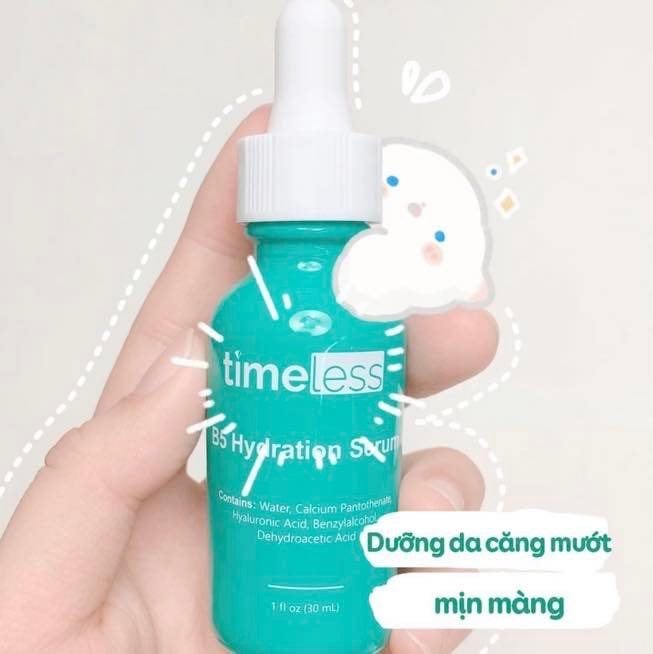 timeless
B5 Hydration Serum
Contains: Water, Calcium Pantothenate,
Hyaluronic Acid, Benzylalcohol,
Dehydroacetic Acid
1 fl oz (30 mL)
Dưỡng da căng mướt
mịn màng